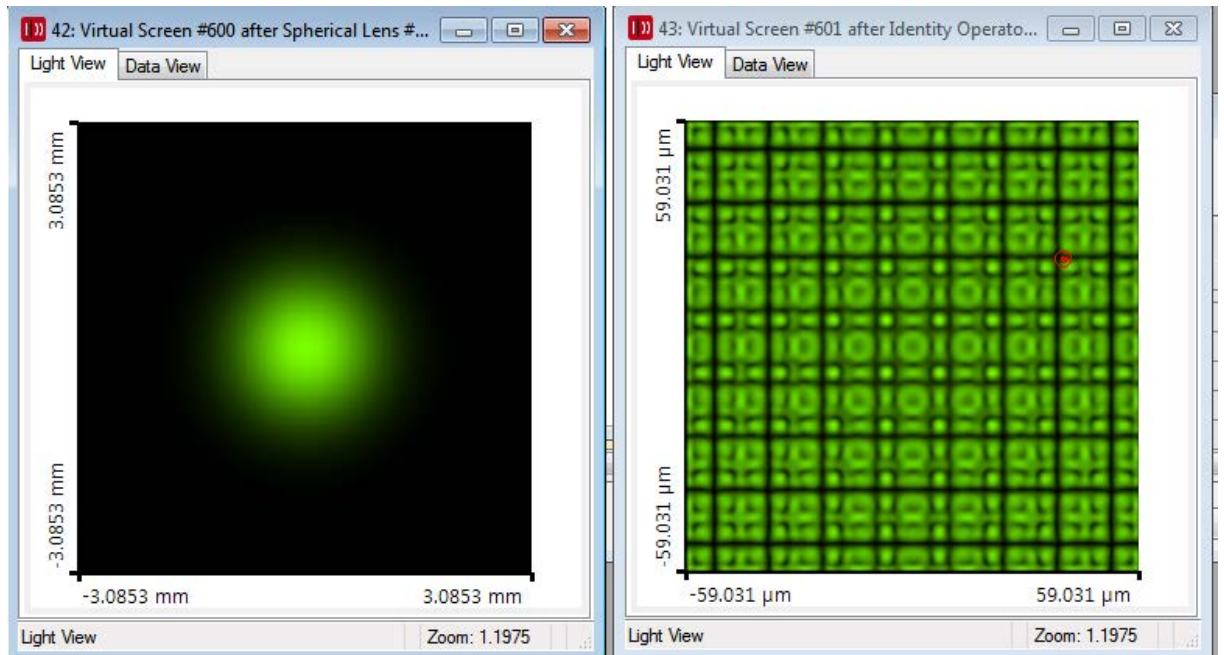 42: Virtual Screen #600 after Spherical Lens #...
Light View Data View
3.0853 mm
-3.0853 mm
-3.0853 mm 3.0853 mm
Light View Zoom: 1.1975
43: Virtual Screen #601 after Identity Operato...
Light View Data View
59.031 µm
-59.031 µm
-59.031 µm 59.031 µm
Light View Zoom: 1.1975